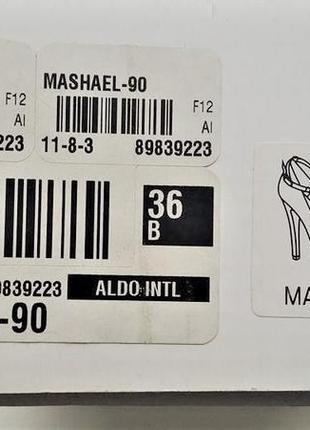 MASHAEL-90
F12
AI
11-8-3 89839223
F12
AI
223
36
B
9839223 ALDO INTL
-90
MA